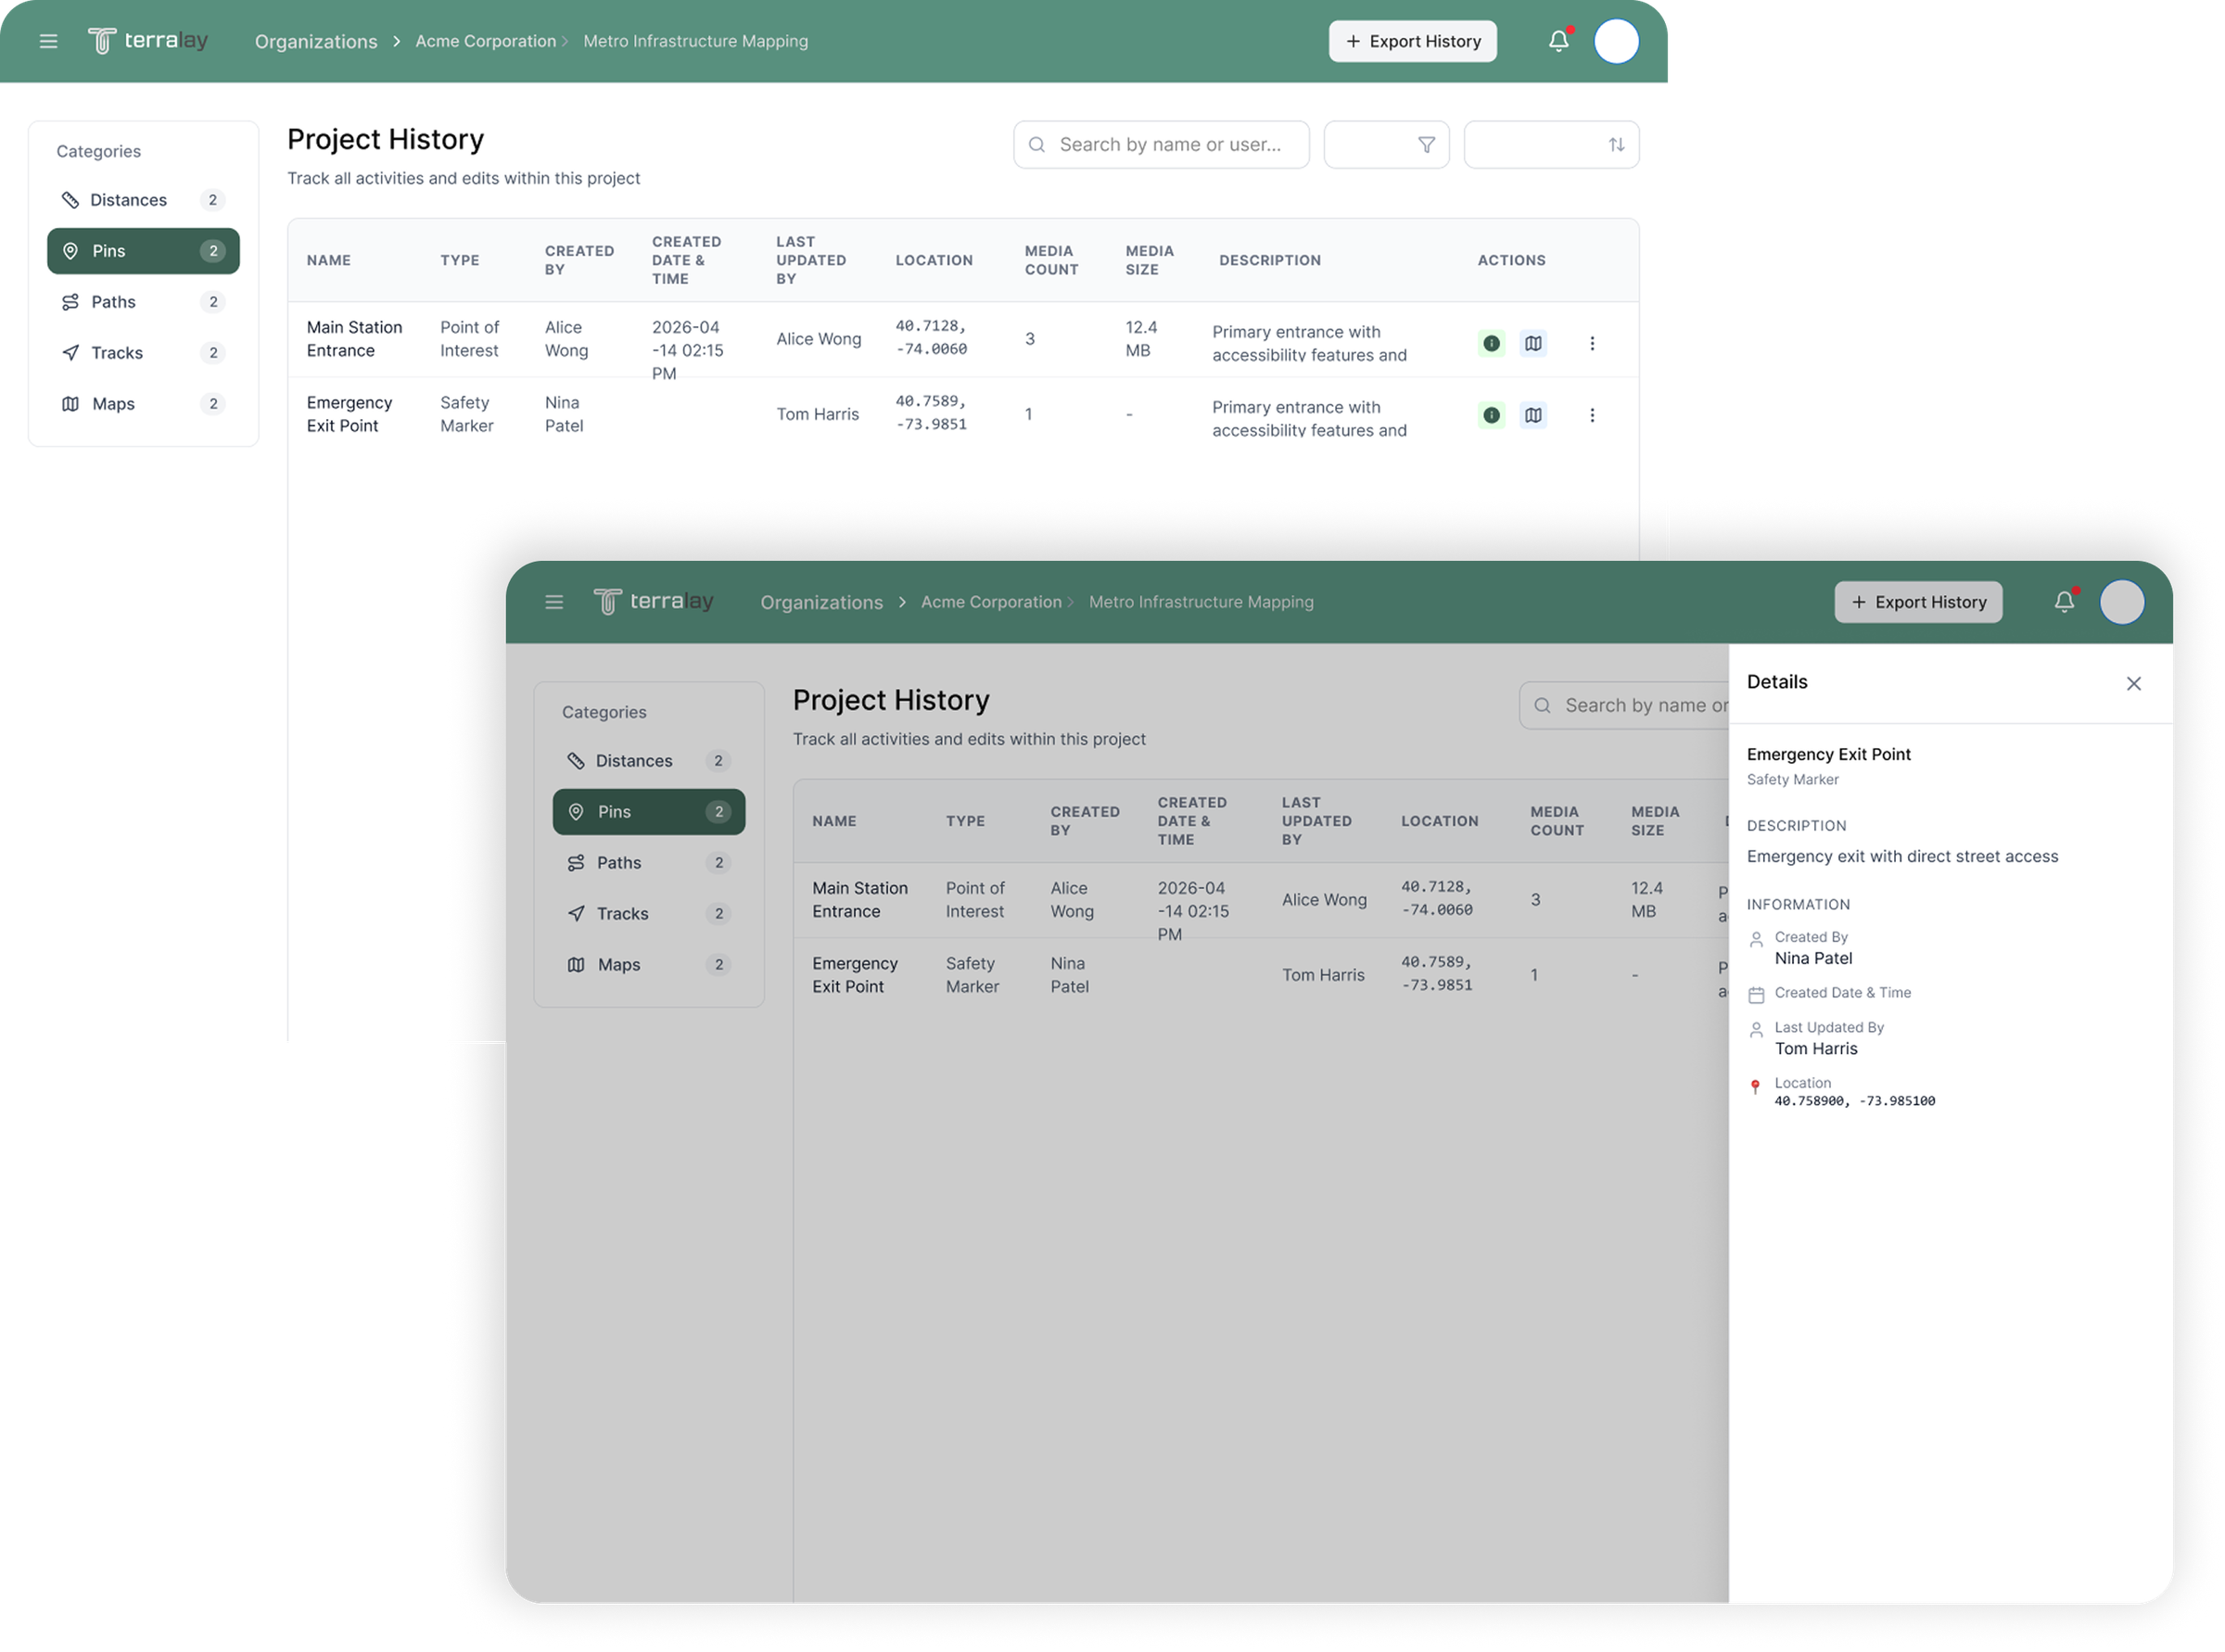 terralay
Organizations > Acme Corporation > Metro Infrastructure Mapping
+ Export History
Categories
Distances 2
Pins 2
Paths 2
Tracks 2
Maps 2
Project History
Track all activities and edits within this project
Search by name or user...
NAME
TYPE
CREATED
BY
CREATED
DATE &
TIME
LAST
UPDATED
BY
LOCATION
MEDIA
COUNT
MEDIA
SIZE
DESCRIPTION
ACTIONS
Main Station
Entrance
Point of
Interest
Alice
Wong
2026-04
-14 02:15
PM
Alice Wong
40.7128,
-74.0060
3
12.4
MB
Primary entrance with
accessibility features and
Emergency
Exit Point
Safety
Marker
Nina
Patel
Tom Harris
40.7589,
-73.9851
1
-
Primary entrance with
accessibility features and
terralay
Organizations > Acme Corporation > Metro Infrastructure Mapping
+ Export History
Categories
Distances 2
Pins 2
Paths 2
Tracks 2
Maps 2
Project History
Track all activities and edits within this project
Search by name or
NAME
TYPE
CREATED
BY
CREATED
DATE &
TIME
LAST
UPDATED
BY
LOCATION
MEDIA
COUNT
MEDIA
SIZE
Main Station
Entrance
Point of
Interest
Alice
Wong
2026-04
-14 02:15
PM
Alice Wong
40.7128,
-74.0060
3
12.4
MB
P
a
Emergency
Exit Point
Safety
Marker
Nina
Patel
Tom Harris
40.7589,
-73.9851
1
-
P
a
Details
Emergency Exit Point
Safety Marker
DESCRIPTION
Emergency exit with direct street access
INFORMATION
Created By
Nina Patel
Created Date & Time
Last Updated By
Tom Harris
Location
40.758900, -73.985100